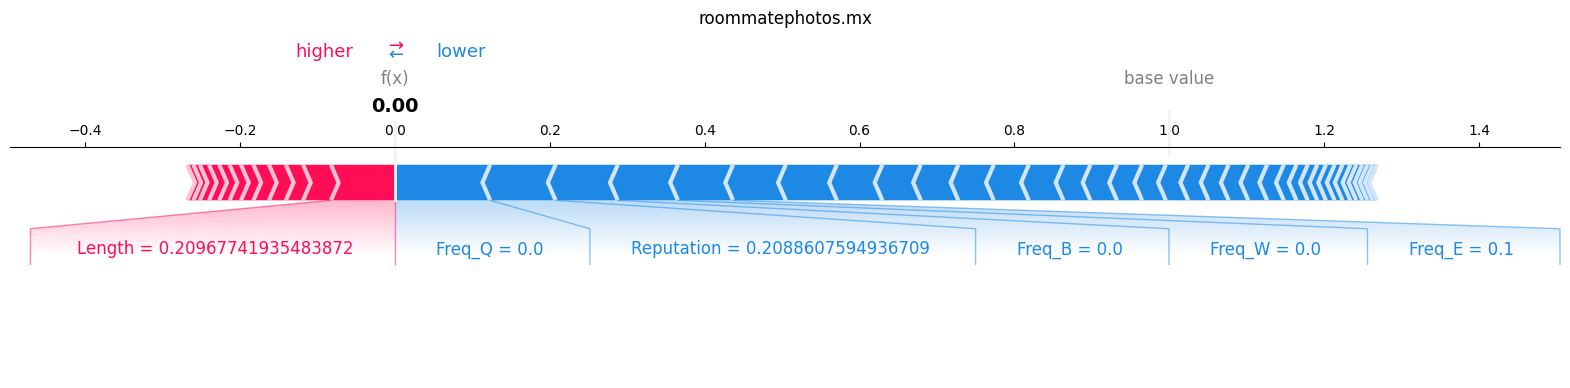 roommatephotos.mx
higher → ← lower
f(x) base value
0.00
−0.4 −0.2 0.0 0.2 0.4 0.6 0.8 1.0 1.2 1.4
Length = 0.20967741935483872 Freq_Q = 0.0 Reputation = 0.2088607594936709 Freq_B = 0.0 Freq_W = 0.0 Freq_E = 0.1